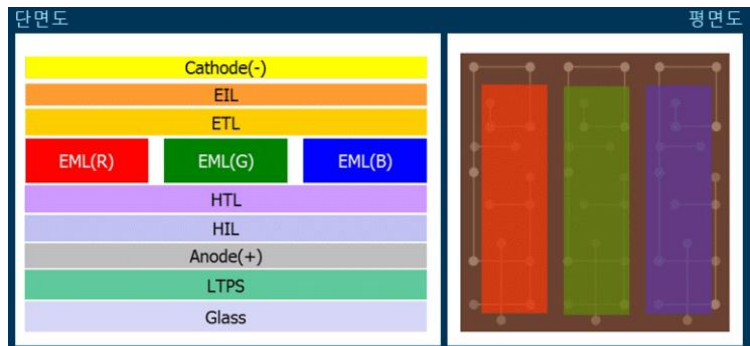 단면도
평면도
Cathode(-)
EIL
ETL
EML(R) EML(G) EML(B)
HTL
HIL
Anode(+)
LTPS
Glass